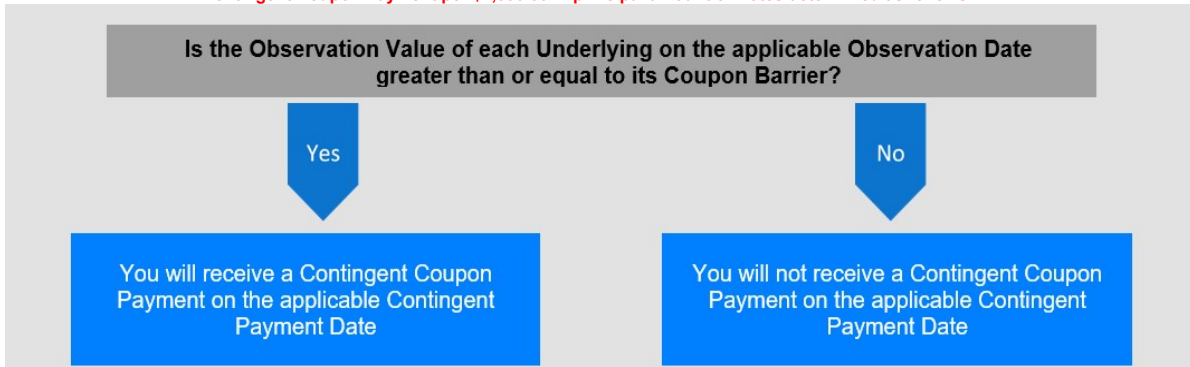 Is the Observation Value of each Underlying on the applicable Observation Date
greater than or equal to its Coupon Barrier?
Yes
No
You will receive a Contingent Coupon
Payment on the applicable Contingent
Payment Date
You will not receive a Contingent Coupon
Payment on the applicable Contingent
Payment Date